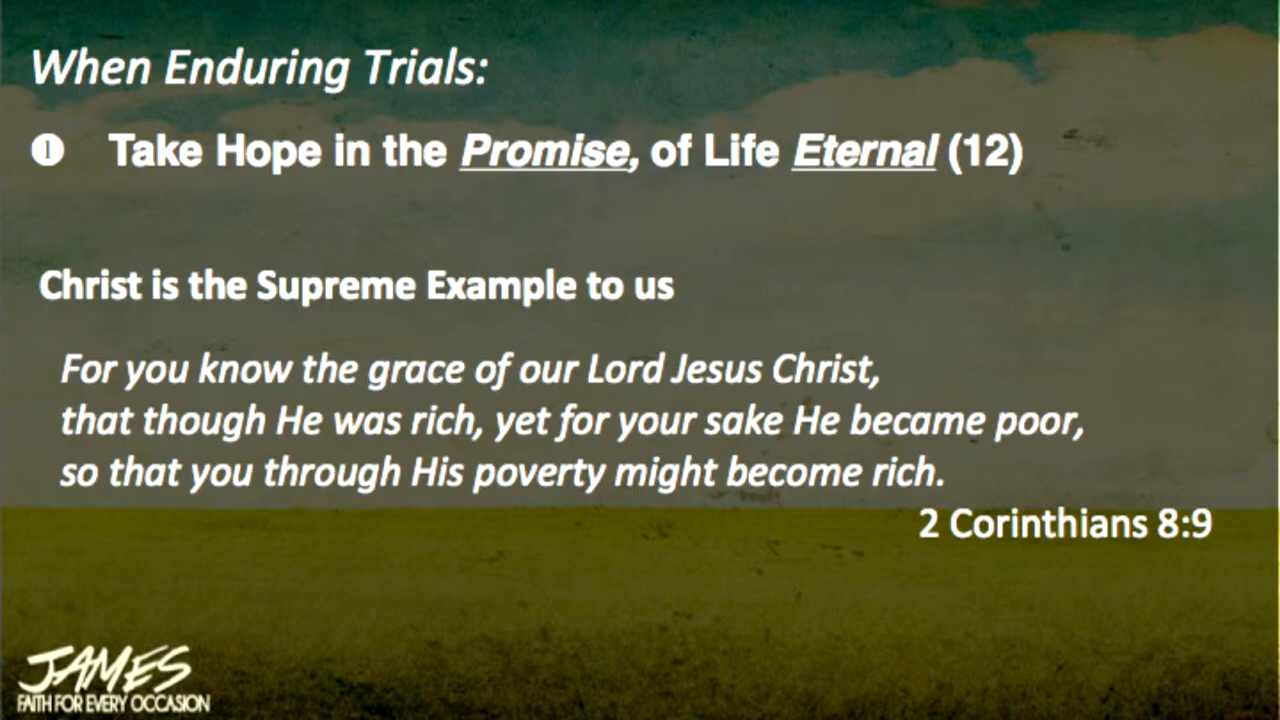 When Enduring Trials:
❶ Take Hope in the Promise, of Life Eternal (12)
Christ is the Supreme Example to us
For you know the grace of our Lord Jesus Christ,
that though He was rich, yet for your sake He became poor,
so that you through His poverty might become rich.
2 Corinthians 8:9
JAMES
FAITH FOR EVERY OCCASION